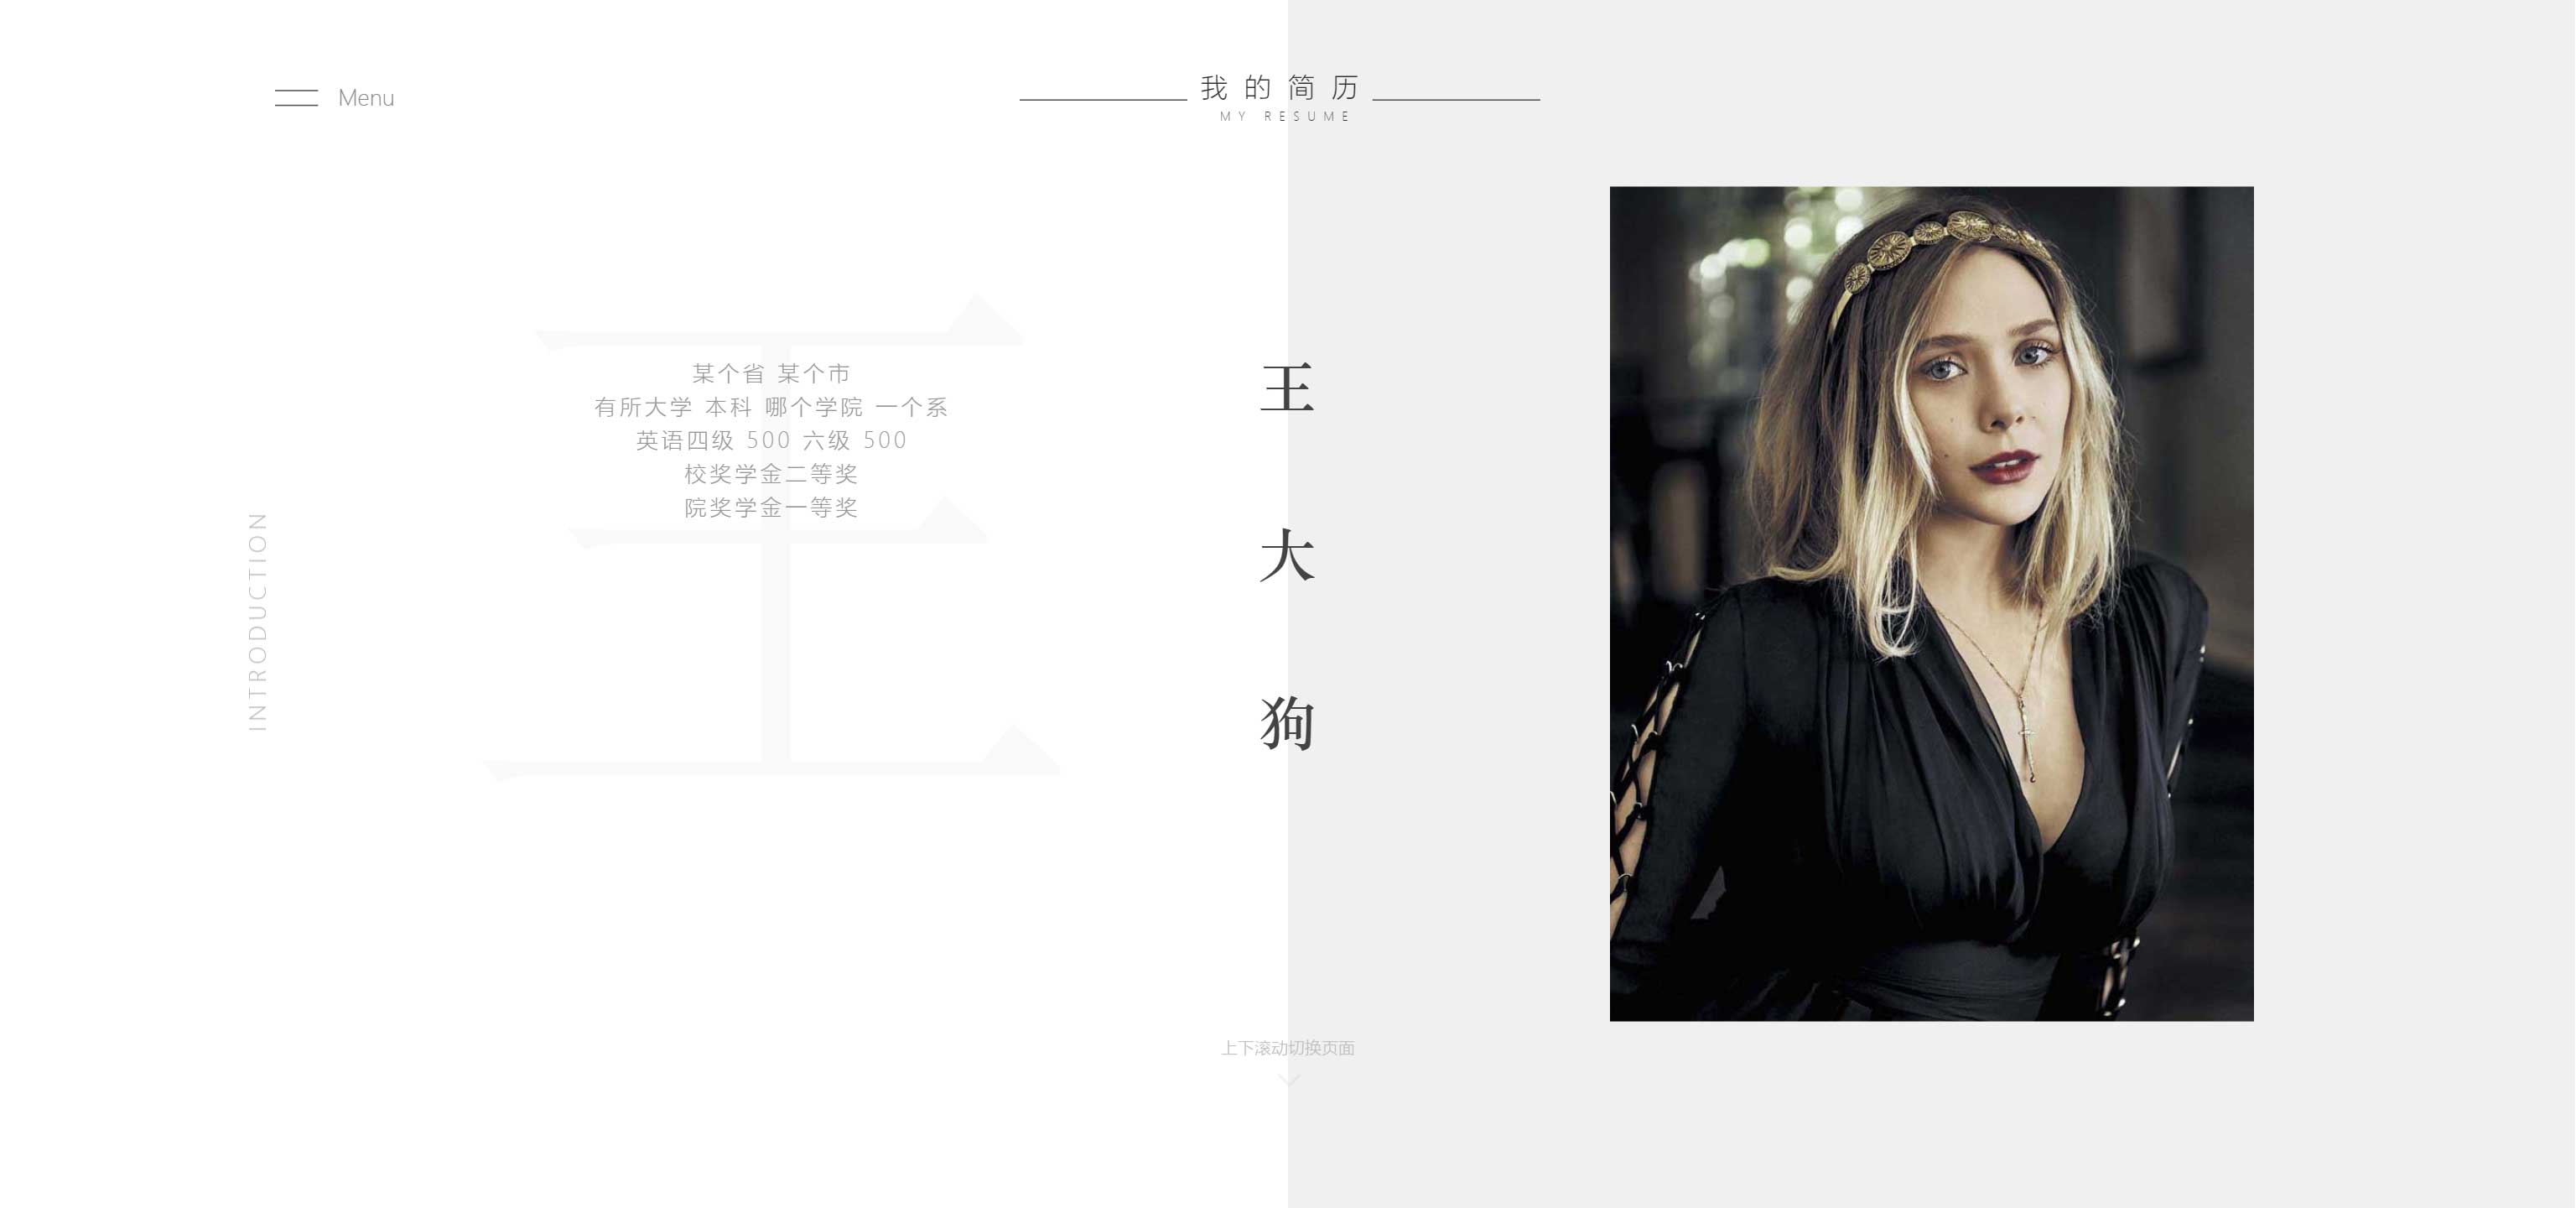 Menu
我的简历
MY RESUME
王
某个省 某个市
有所大学 本科 哪个学院 一个系
英语四级 500 六级 500
校奖学金二等奖
院奖学金一等奖
INTRODUCTION
王
大
狗
上下滚动切换页面